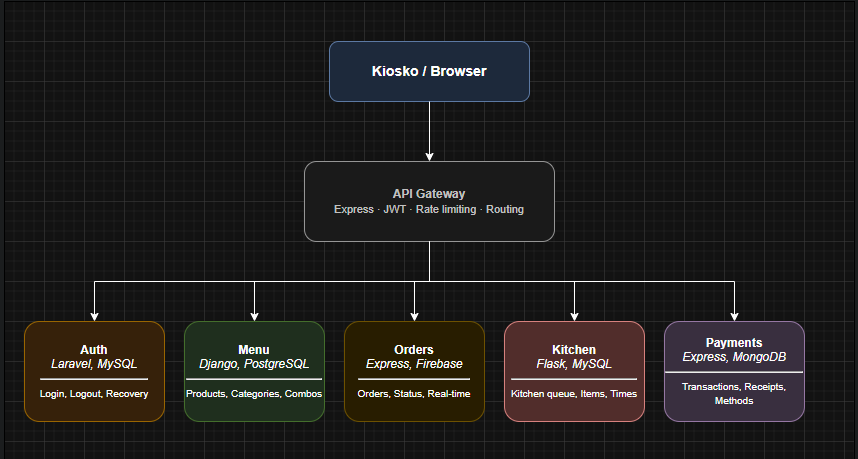 Kiosko / Browser
API Gateway
Express · JWT · Rate limiting · Routing
Auth
Laravel, MySQL
Login, Logout, Recovery
Menu
Django, PostgreSQL
Products, Categories, Combos
Orders
Express, Firebase
Orders, Status, Real-time
Kitchen
Flask, MySQL
Kitchen queue, Items, Times
Payments
Express, MongoDB
Transactions, Receipts,
Methods